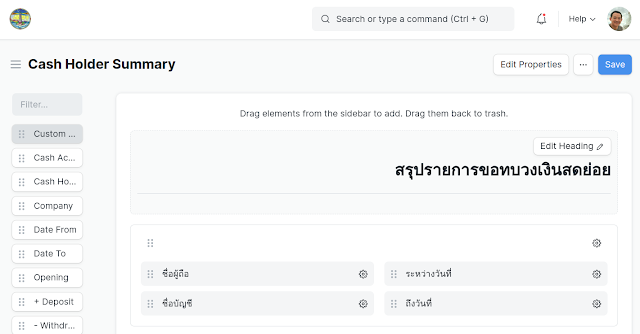 Search or type a command (Ctrl + G)
Help
Cash Holder Summary
Edit Properties
...
Save
Filter...
Drag elements from the sidebar to add. Drag them back to trash.
Custom ...
Edit Heading
สรุปรายการขอทบวงเงินสดย่อย
Cash Ac...
Cash Ho...
Company
Date From
Date To
Opening
ชื่อผู้ถือ
ระหว่างวันที่
+ Deposit
ชื่อบัญชี
ถึงวันที่
- Withdr...